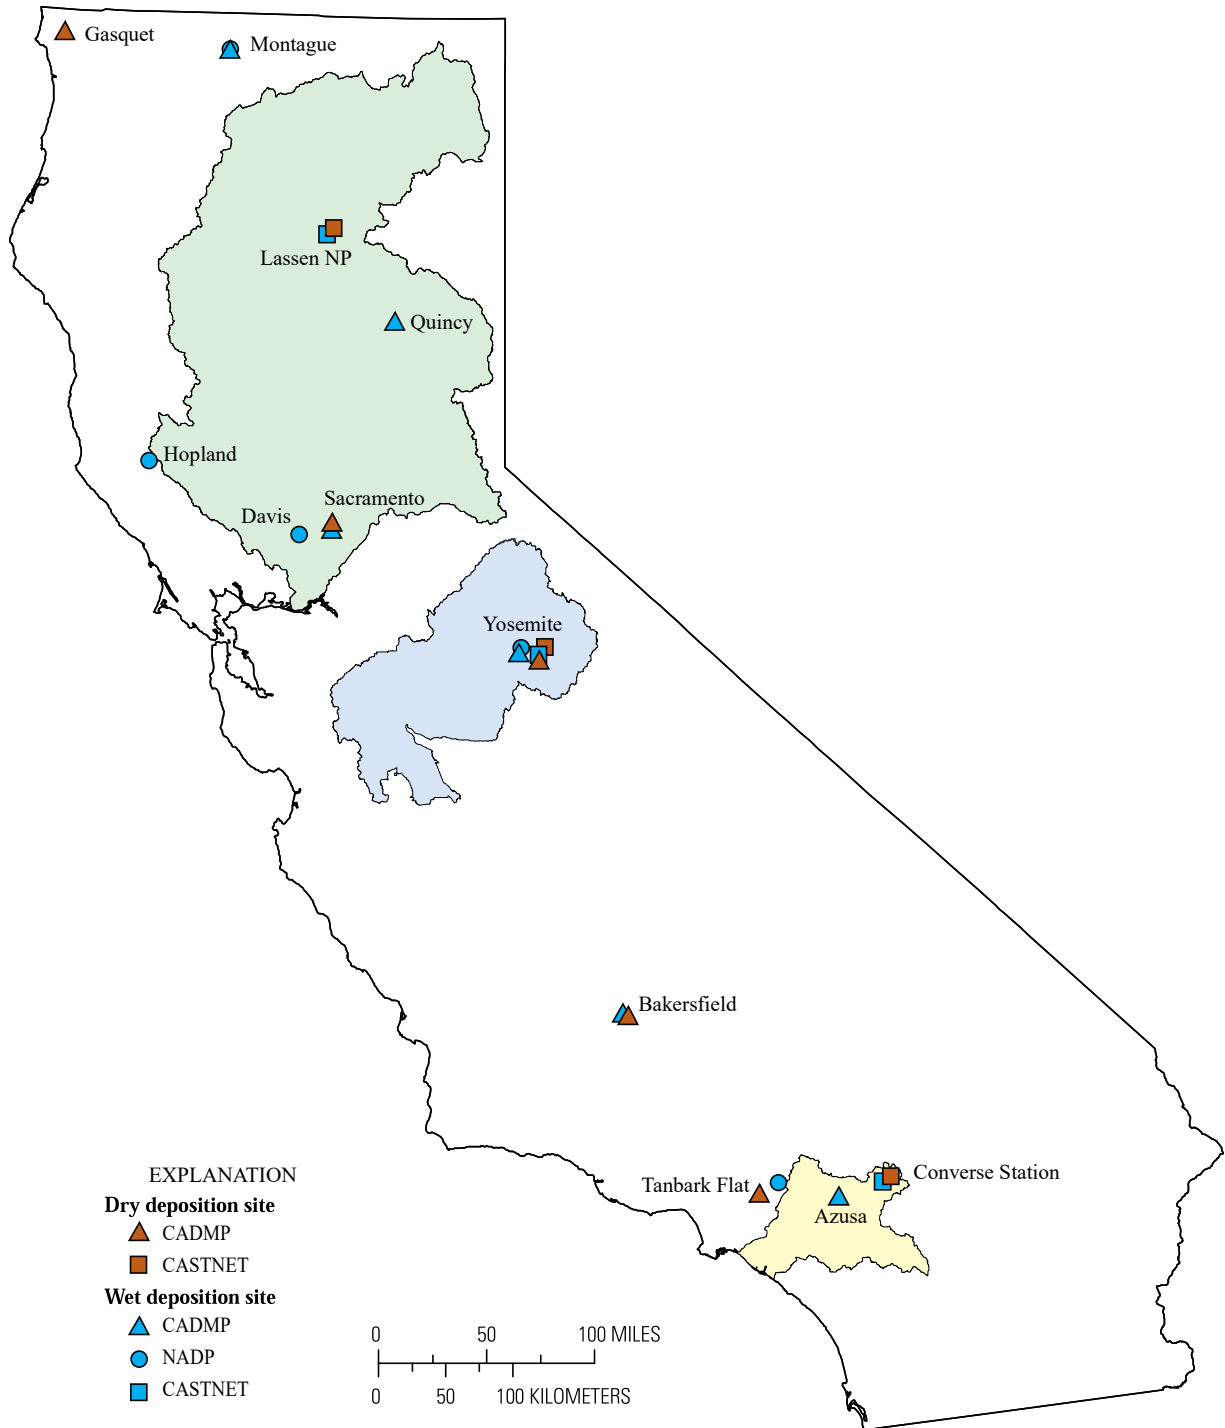 Gasquet
Montague
Lassen NP
Quincy
Hopland
Sacramento
Davis
Yosemite
Bakersfield
Converse Station
Tanbark Flat
Azusa
EXPLANATION
Dry deposition site
CADMP
CASTNET
Wet deposition site
CADMP
NADP
CASTNET
0 50 100 MILES
0 50 100 KILOMETERS